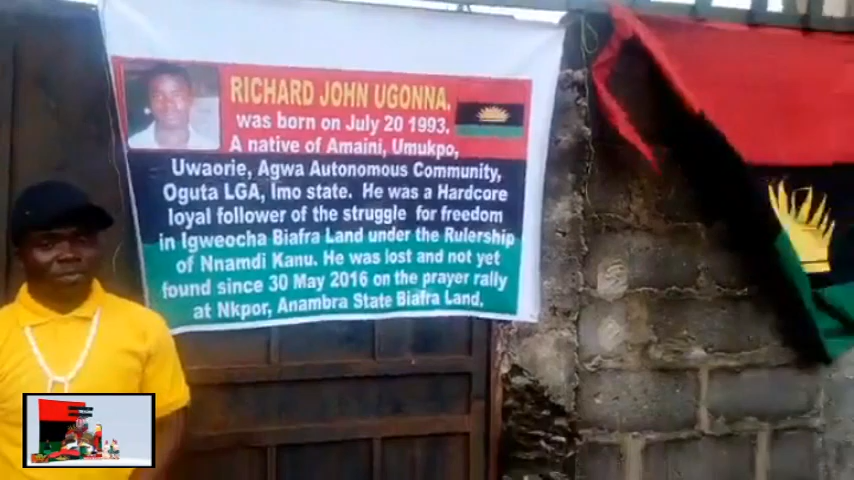 RICHARD JOHN UGONNA.
was born on July 20 1993.
A native of Amaini, Umukpo,
Uwaorie, Agwa Autonomous Community,
Oguta LGA, Imo state. He was a Hardcore
loyal follower of the struggle for freedom
in Igweocha Biafra Land under the Rulership
of Nnamdi Kanu. He was lost and not yet
found since 30 May 2016 on the prayer rally
at Nkpor, Anambra State Biafra Land,